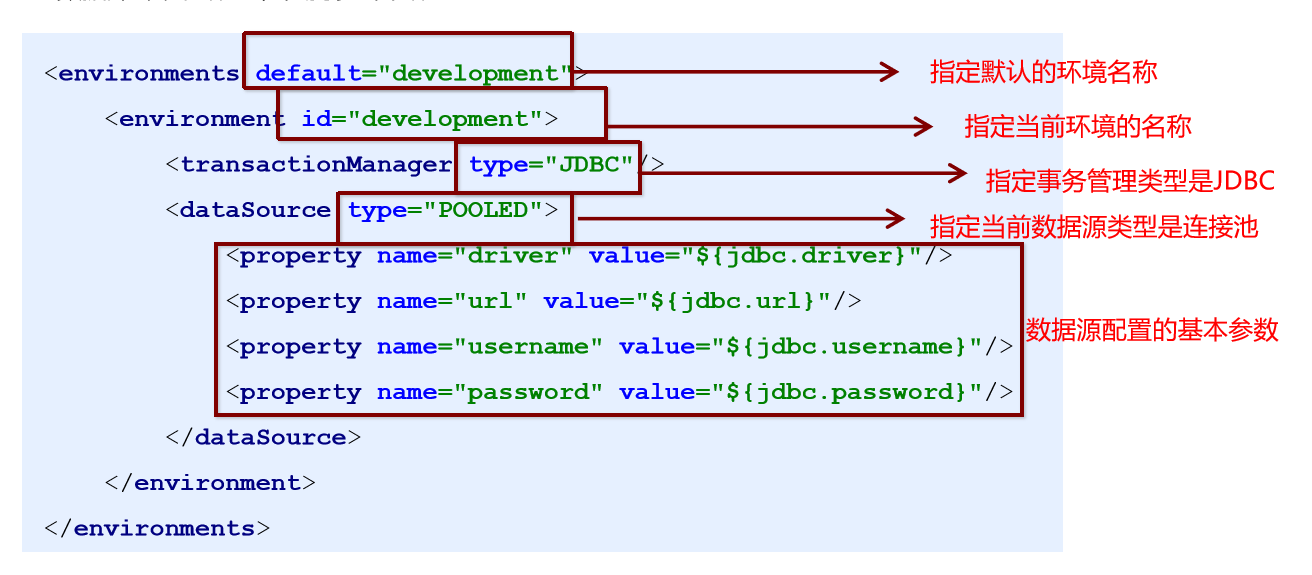 <environments default="development"> 指定默认的环境名称
<environment id="development"> 指定当前环境的名称
<transactionManager type="JDBC"/> 指定事务管理类型是JDBC
<dataSource type="POOLED"> 指定当前数据源类型是连接池
<property name="driver" value="${jdbc.driver}"/>
<property name="url" value="${jdbc.url}"/>
数据源配置的基本参数
<property name="username" value="${jdbc.username}"/>
<property name="password" value="${jdbc.password}"/>
</dataSource>
</environment>
</environments>